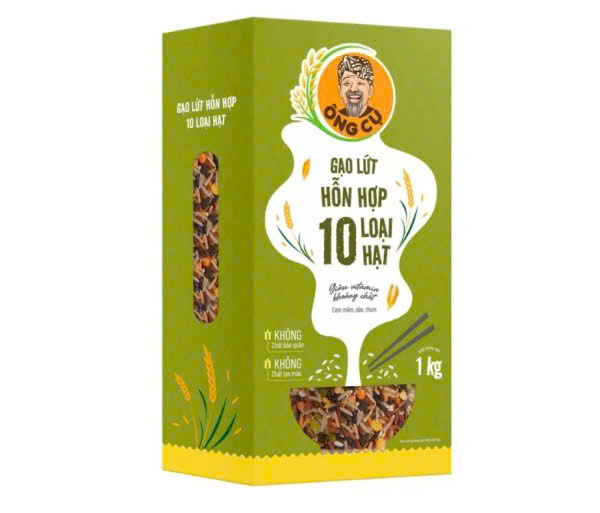 GẠO LỨT HỖN HỢP
10 LOẠI HẠT
ÔNG CỤ
GẠO LỨT
HỖN HỢP
10 LOẠI
HẠT
Giàu vitamin
khoáng chất
Cơm mềm, dẻo, thơm
KHÔNG
Chất bảo quản
KHÔNG
Chất tạo màu
1 kg